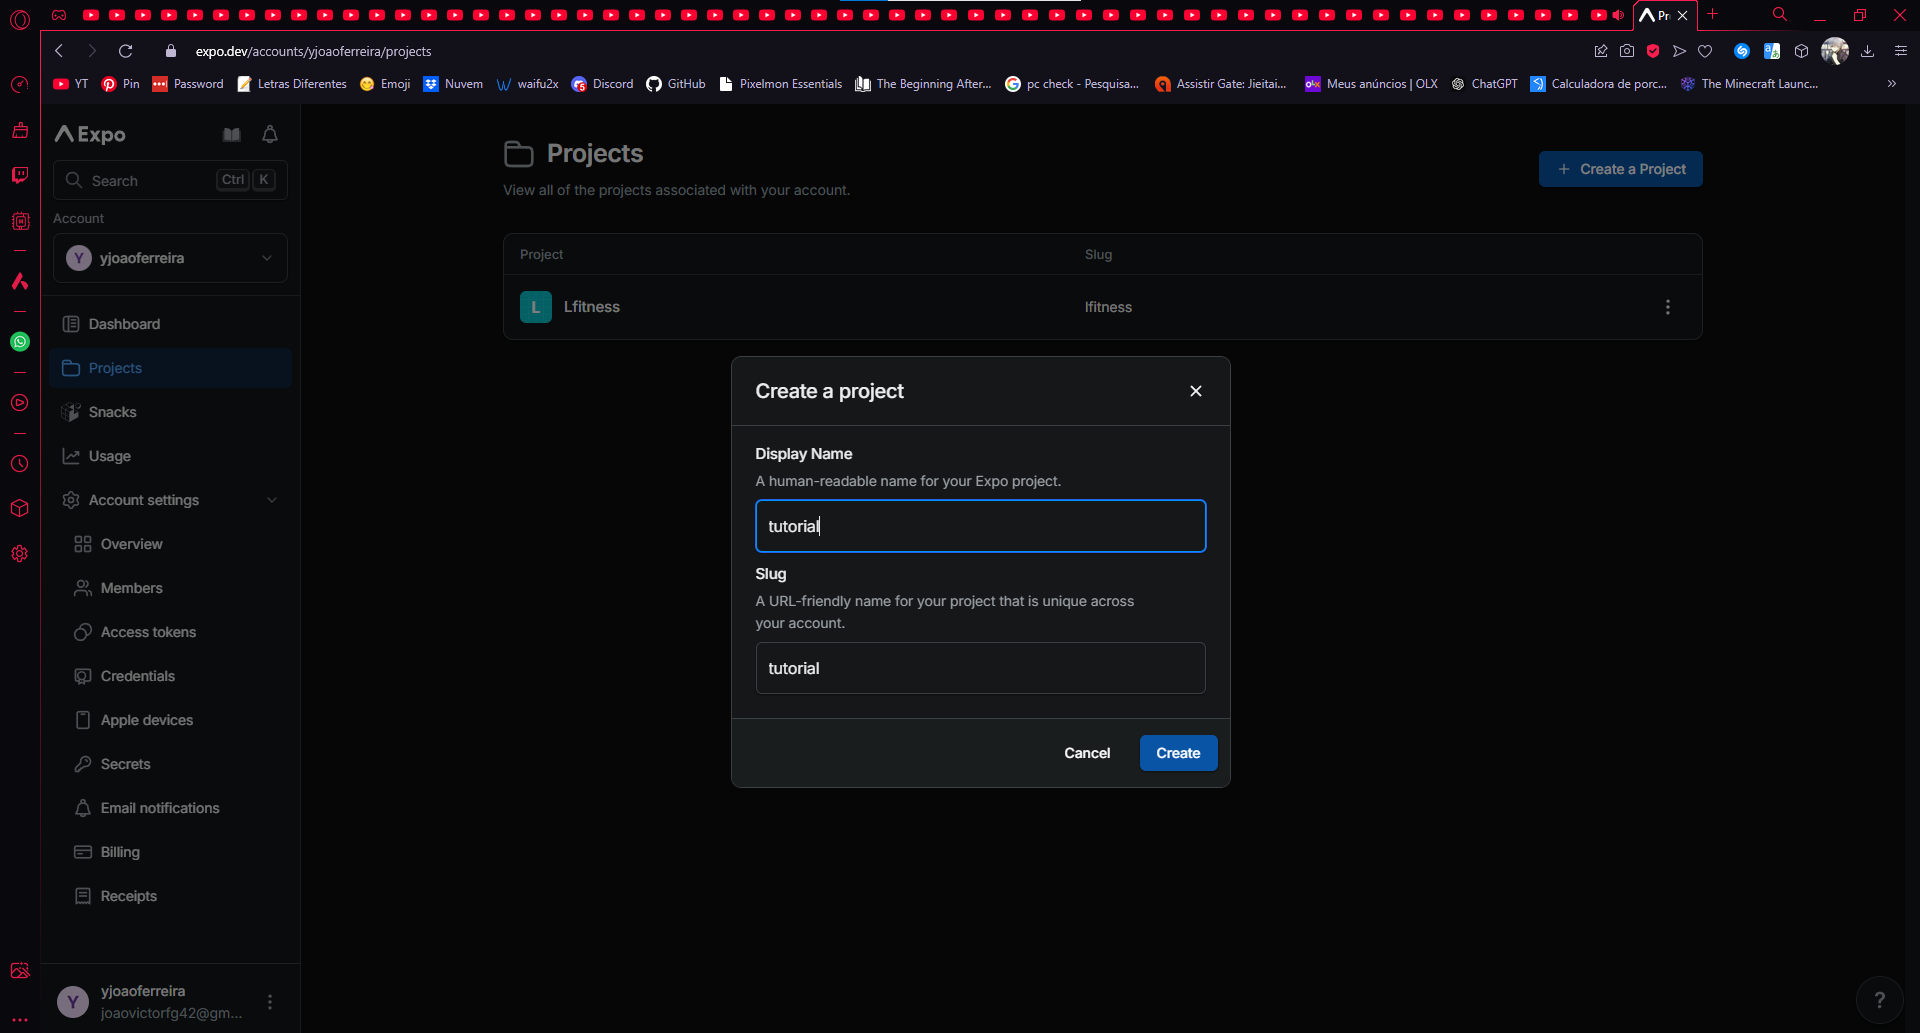 Pr
expo.dev/accounts/yjoaoferreira/projects
YT
Pin
Password
Letras Diferentes
Emoji
Nuvem
waifu2x
Discord
GitHub
Pixelmon Essentials
The Beginning After...
pc check - Pesquisa...
Assistir Gate: Jieitai...
Meus anúncios | OLX
ChatGPT
Calculadora de porc...
The Minecraft Launc...
Expo
Search
Ctrl
K
Account
Y
yjoaoferreira
Dashboard
Projects
Snacks
Usage
Account settings
Overview
Members
Access tokens
Credentials
Apple devices
Secrets
Email notifications
Billing
Receipts
Y
yjoaoferreira
joaovictorfg42@gm...
Projects
View all of the projects associated with your account.
Create a Project
Project
Slug
L
Lfitness
lfitness
Create a project
Display Name
A human-readable name for your Expo project.
tutorial
Slug
A URL-friendly name for your project that is unique across
your account.
tutorial
Cancel
Create
?